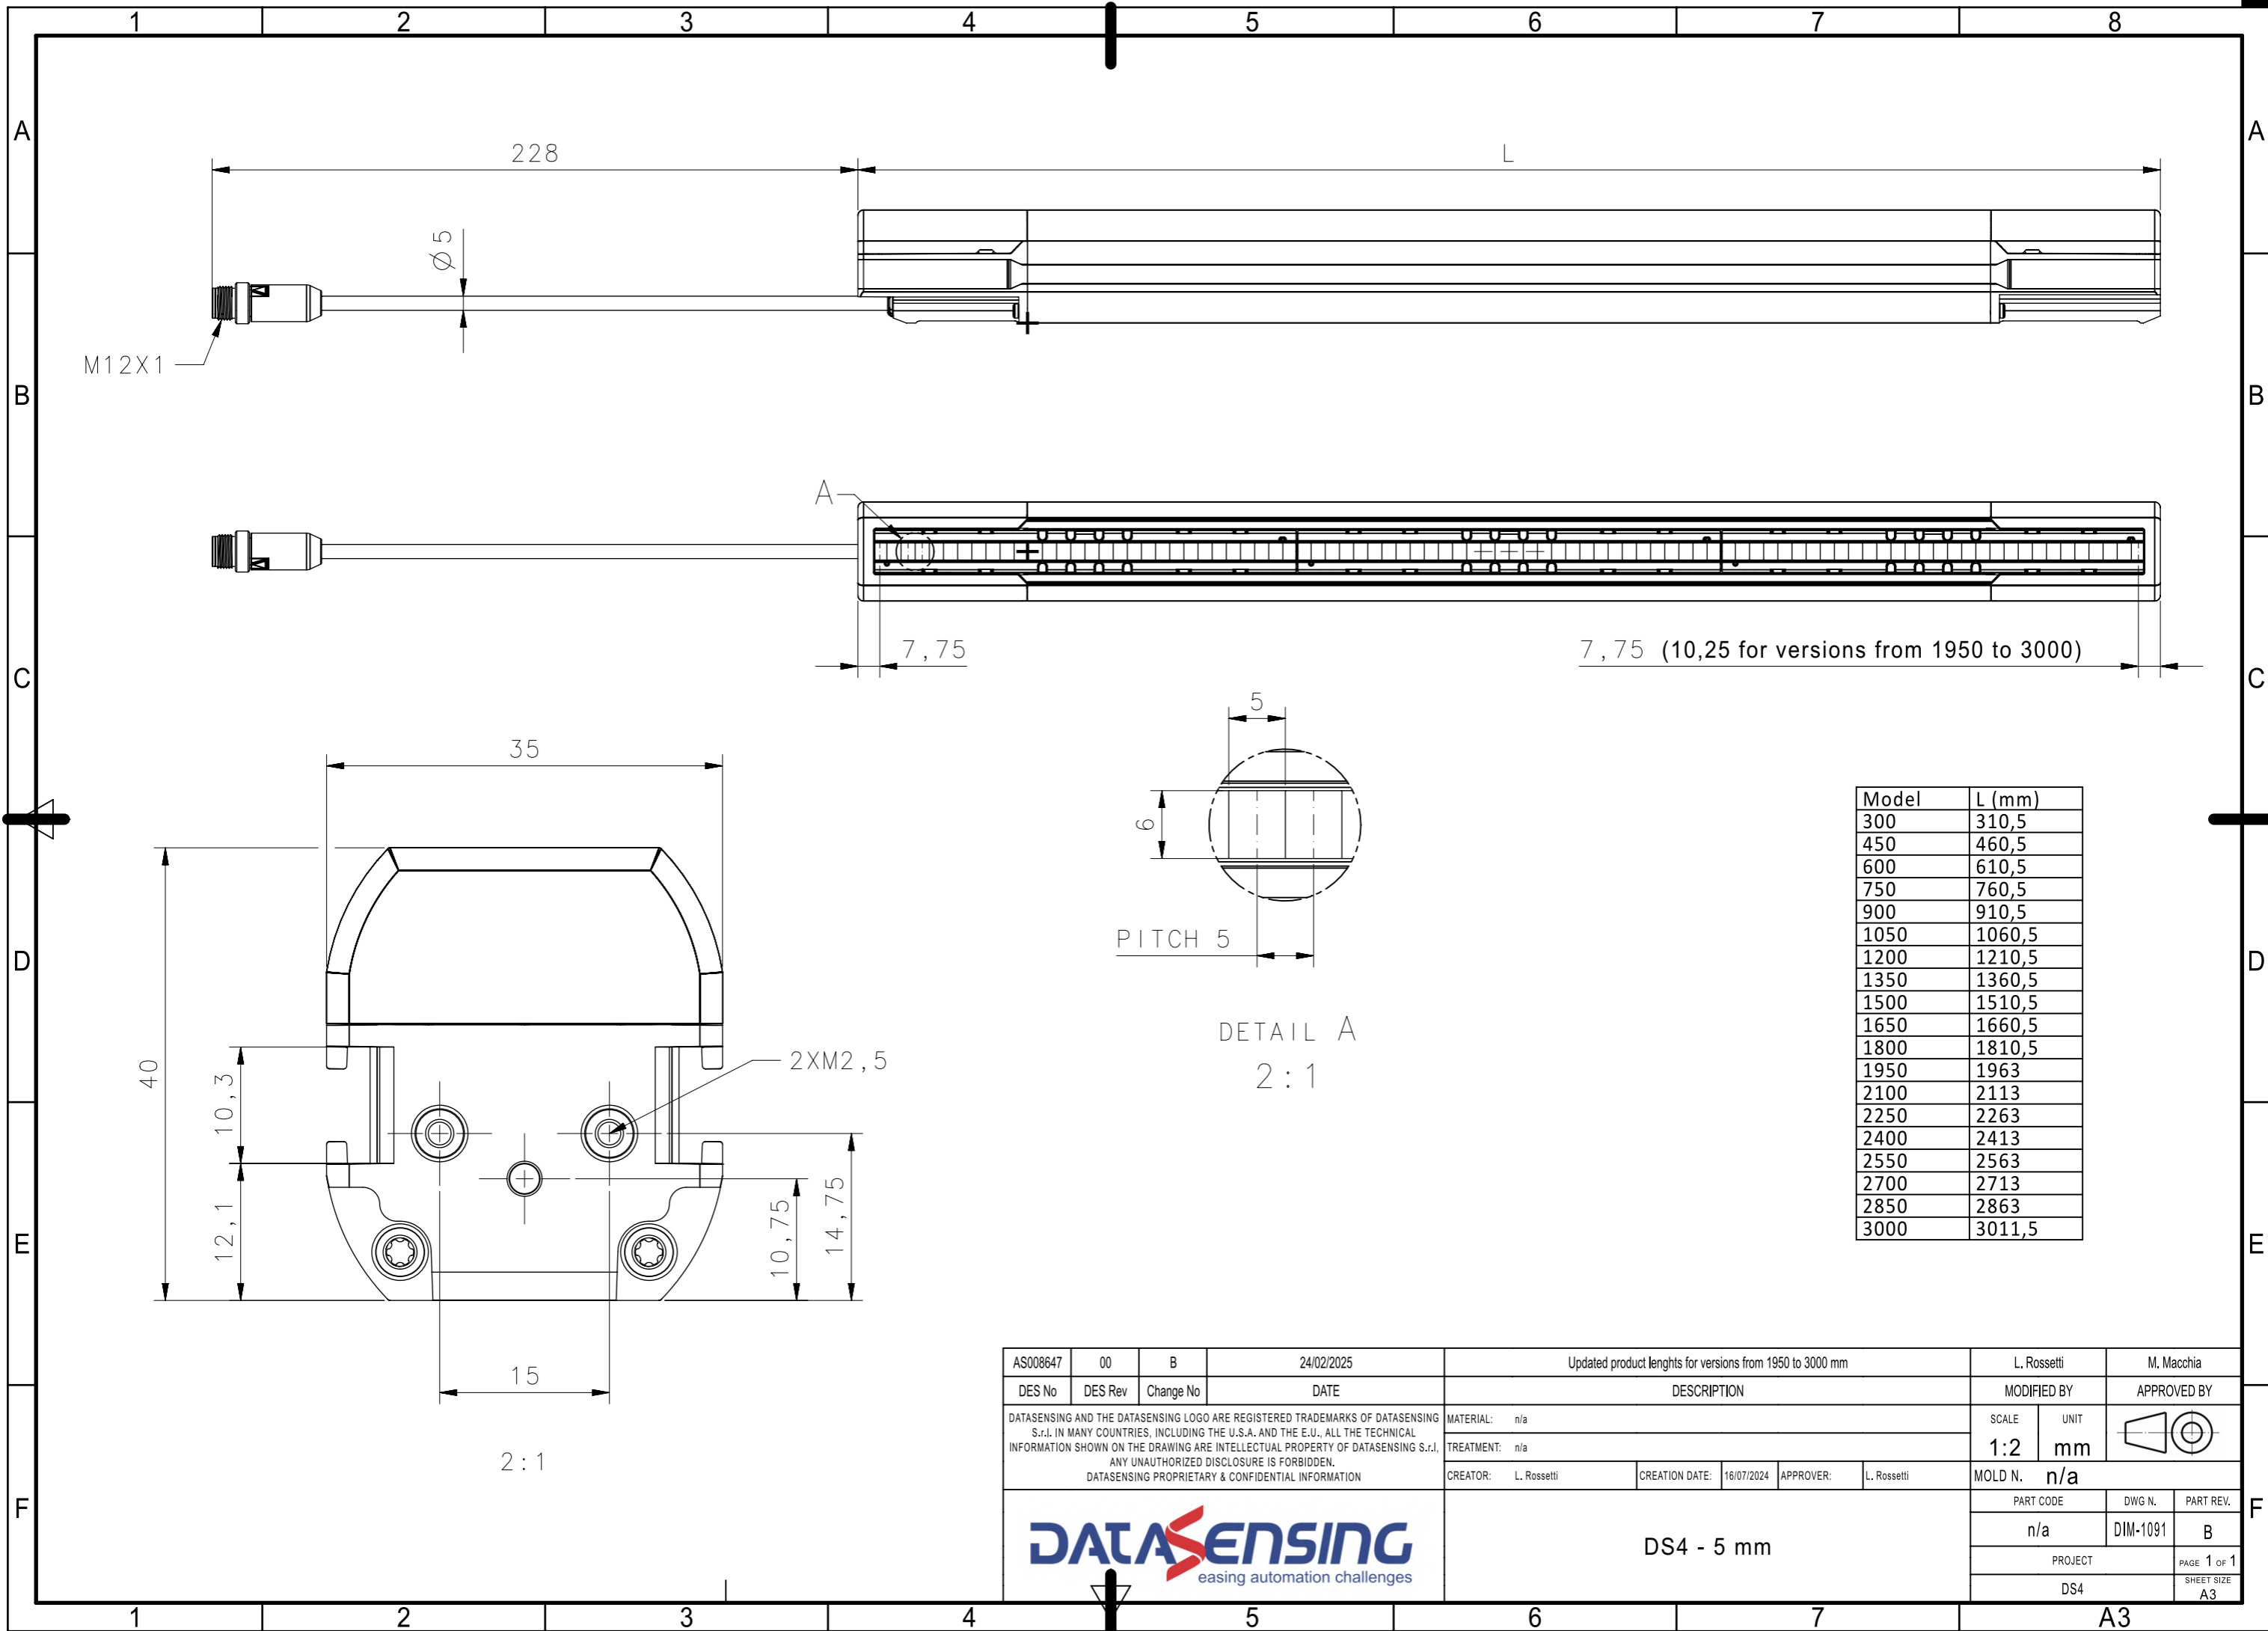 1 2 3 4 5 6 7 8
A A
228 L
Ø5
M12X1
B B
A
7,75
7,75 (10,25 for versions from 1950 to 3000)
C C
5
35
6
PITCH 5
DETAIL A
2:1
Model L (mm)
300 310,5
450 460,5
600 610,5
750 760,5
900 910,5
1050 1060,5
1200 1210,5
1350 1360,5
1500 1510,5
1650 1660,5
1800 1810,5
1950 1963
2100 2113
2250 2263
2400 2413
2550 2563
2700 2713
2850 2863
3000 3011,5
D D
40
10,3
2XM2,5
12,1
10,75
14,75
E E
15
2:1
AS008647 00 B 24/02/2025 Updated product lenghts for versions from 1950 to 3000 mm L. Rossetti M. Macchia
DES No DES Rev Change No DATE DESCRIPTION MODIFIED BY APPROVED BY
DATASENSING AND THE DATASENSING LOGO ARE REGISTERED TRADEMARKS OF DATASENSING
S.r.l. IN MANY COUNTRIES, INCLUDING THE U.S.A. AND THE E.U., ALL THE TECHNICAL
INFORMATION SHOWN ON THE DRAWING ARE INTELLECTUAL PROPERTY OF DATASENSING S.r.l.
ANY UNAUTHORIZED DISCLOSURE IS FORBIDDEN.
DATASENSING PROPRIETARY & CONFIDENTIAL INFORMATION
MATERIAL: n/a
TREATMENT: n/a
CREATOR: L. Rossetti CREATION DATE: 16/07/2024 APPROVER: L. Rossetti
SCALE UNIT
1:2 mm
MOLD N. n/a
PART CODE DWG N. PART REV.
n/a DIM-1091 B
PROJECT PAGE 1 OF 1
DS4 SHEET SIZE
A3
DATASENSING
easing automation challenges
DS4 - 5 mm
F F
1 2 3 4 5 6 7 A3